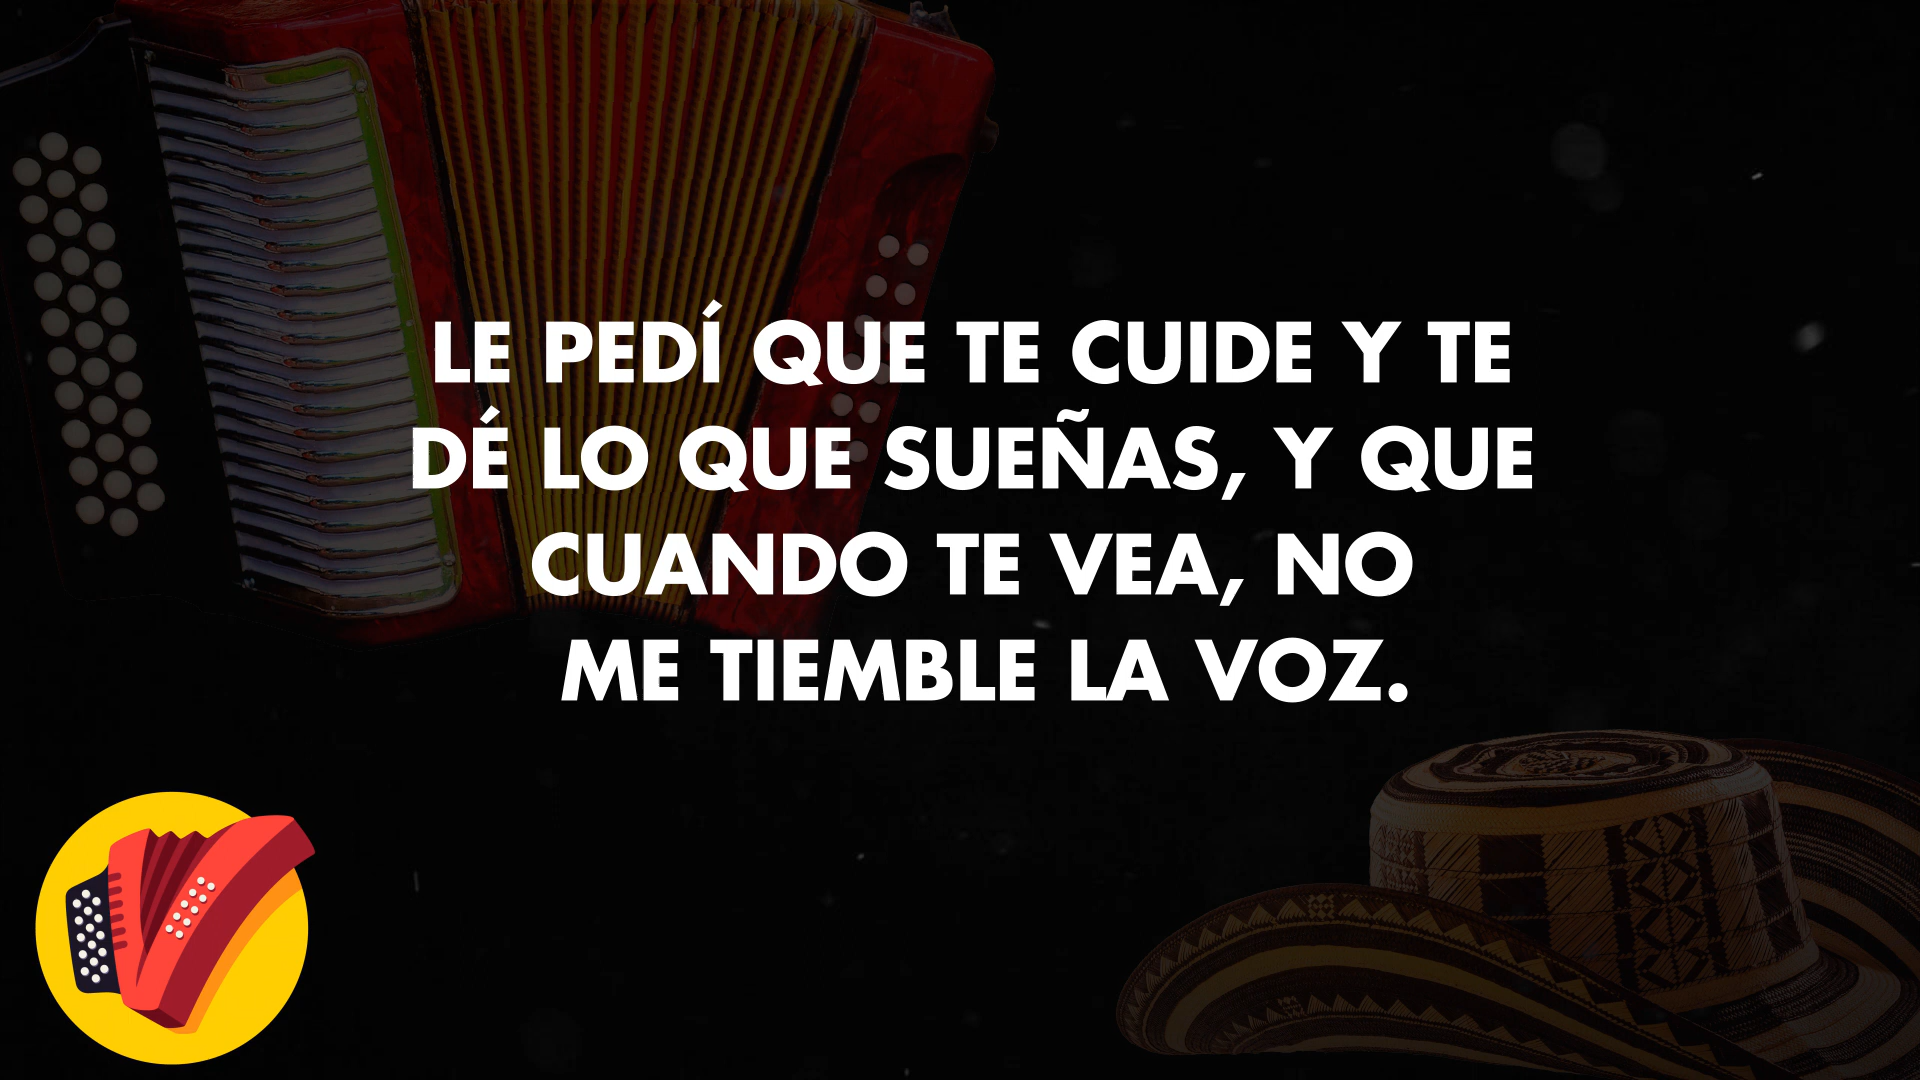 LE PEDÍ QUE TE CUIDE Y TE
DÉ LO QUE SUEÑAS, Y QUE
CUANDO TE VEA, NO
ME TIEMBLE LA VOZ.